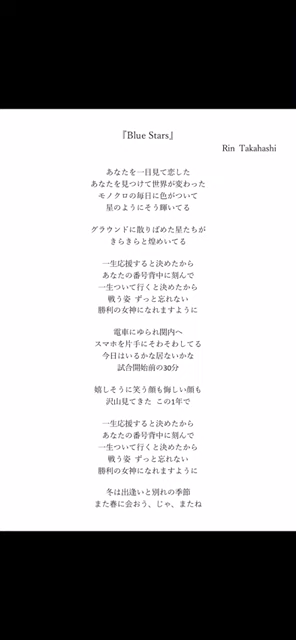 『Blue Stars』
Rin Takahashi
あなたを一目見て恋した
あなたを見つけて世界が変わった
モノクロの毎日に色がついて
星のようにそう輝いてる
グラウンドに散りばめた星たちが
きらきらと煌めいてる
一生応援すると決めたから
あなたの番号背中に刻んで
一生ついて行くと決めたから
戦う姿 ずっと忘れない
勝利の女神になれますように
電車にゆられ関内へ
スマホを片手にそわそわしてる
今日はいるかな居ないかな
試合開始前の30分
嬉しそうに笑う顔も悔しい顔も
沢山見てきた この1年で
一生応援すると決めたから
あなたの番号背中に刻んで
一生ついて行くと決めたから
戦う姿 ずっと忘れない
勝利の女神になれますように
冬は出逢いと別れの季節
また春に会おう、じゃ、またね